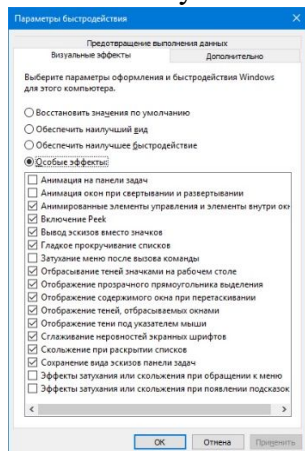 Параметры быстродействия
Предотвращение выполнения данных
Визуальные эффекты
Дополнительно
Выберите параметры оформления и быстродействия Windows
для этого компьютера.
Восстановить значения по умолчанию
Обеспечить наилучший вид
Обеспечить наилучшее быстродействие
Особые эффекты:
Анимация на панели задач
Анимация окон при свертывании и развертывании
Анимированные элементы управления и элементы внутри окн
Включение Peek
Вывод эскизов вместо значков
Гладкое прокручивание списков
Затухание меню после вызова команды
Отбрасывание теней значками на рабочем столе
Отображение прозрачного прямоугольника выделения
Отображение содержимого окна при перетаскивании
Отображение теней, отбрасываемых окнами
Отображение тени под указателем мыши
Сглаживание неровностей экранных шрифтов
Скольжение при раскрытии списков
Сохранение вида эскизов панели задач
Эффекты затухания или скольжения при обращении к меню
Эффекты затухания или скольжения при появлении подсказок
ОК
Отмена
Применить